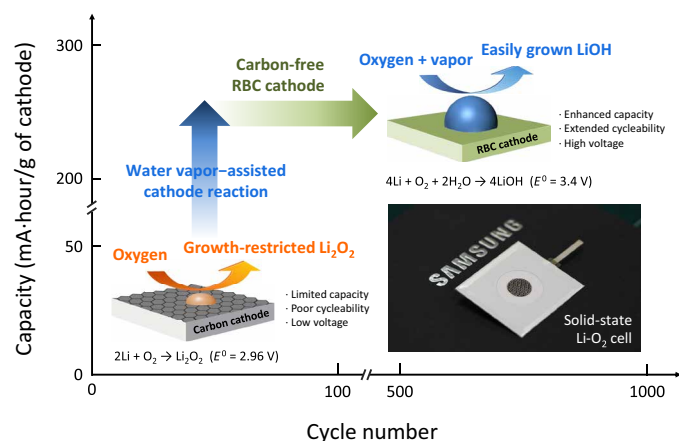 300
200
50
0
Capacity (mA·hour/g of cathode)
Carbon-free
RBC cathode
Oxygen + vapor
Easily grown LiOH
RBC cathode
· Enhanced capacity
· Extended cycleability
· High voltage
4Li + O₂ + 2H₂O → 4LiOH (E⁰ = 3.4 V)
Water vapor–assisted
cathode reaction
Oxygen
Growth-restricted Li₂O₂
Carbon cathode
· Limited capacity
· Poor cycleability
· Low voltage
2Li + O₂ → Li₂O₂ (E⁰ = 2.96 V)
SAMSUNG
Solid-state
Li-O₂ cell
0
100
500
1000
Cycle number